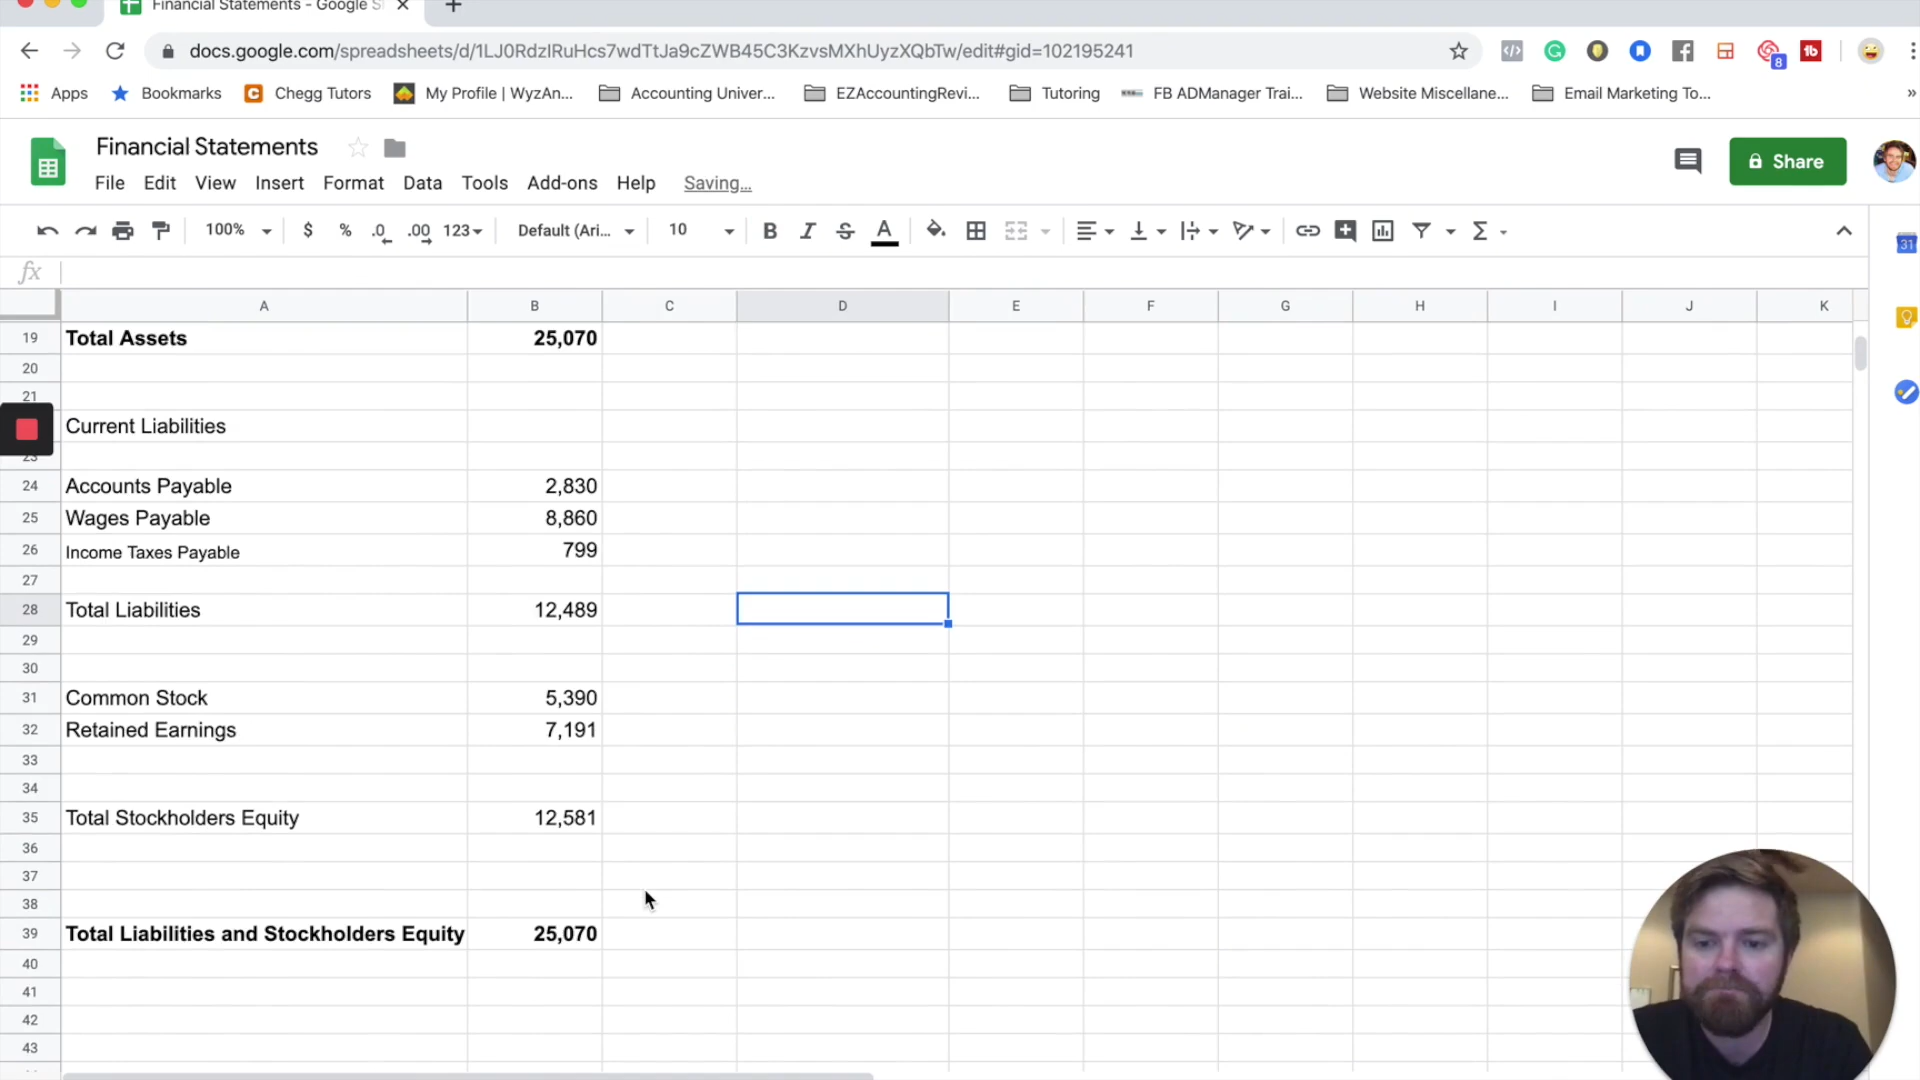 Financial Statements - Google S
docs.google.com/spreadsheets/d/1LJ0RdzIRuHcs7wdTtJa9cZWB45C3KzvsMXhUyzXQbTw/edit#gid=102195241
8
Apps Bookmarks Chegg Tutors My Profile | WyzAn... Accounting Univer... EZAccountingRevi... Tutoring FB ADManager Trai... Website Miscellane... Email Marketing To... »
Financial Statements
Share
File Edit View Insert Format Data Tools Add-ons Help Saving...
100% $ % .0 .00 123 Default (Ari... 10 B I S A Σ
31
fx
A B C D E F G H I J K
19 Total Assets 25,070
20
21
Current Liabilities
23
24 Accounts Payable 2,830
25 Wages Payable 8,860
26 Income Taxes Payable 799
27
28 Total Liabilities 12,489
29
30
31 Common Stock 5,390
32 Retained Earnings 7,191
33
34
35 Total Stockholders Equity 12,581
36
37
38
39 Total Liabilities and Stockholders Equity 25,070
40
41
42
43